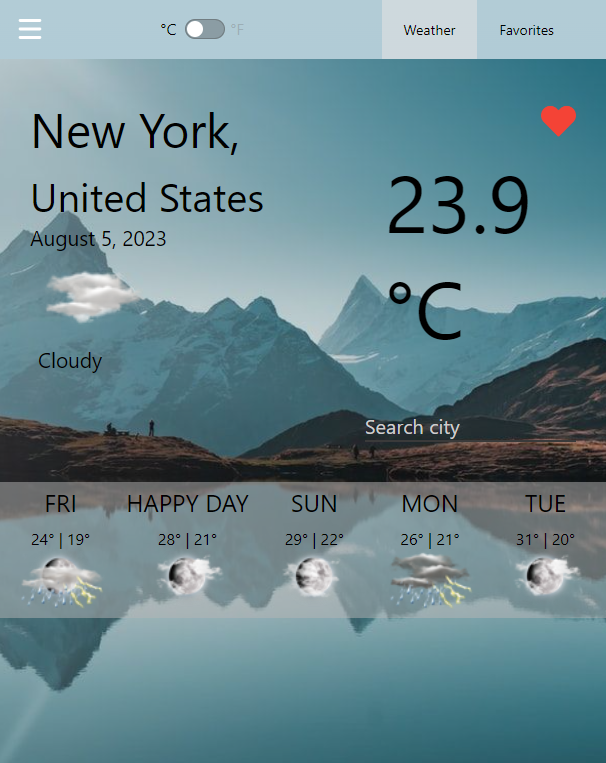 °C °F Weather Favorites
New York,
United States
August 5, 2023
23.9
°C
Cloudy
Search city
FRI HAPPY DAY SUN MON TUE
24° | 19° 28° | 21° 29° | 22° 26° | 21° 31° | 20°